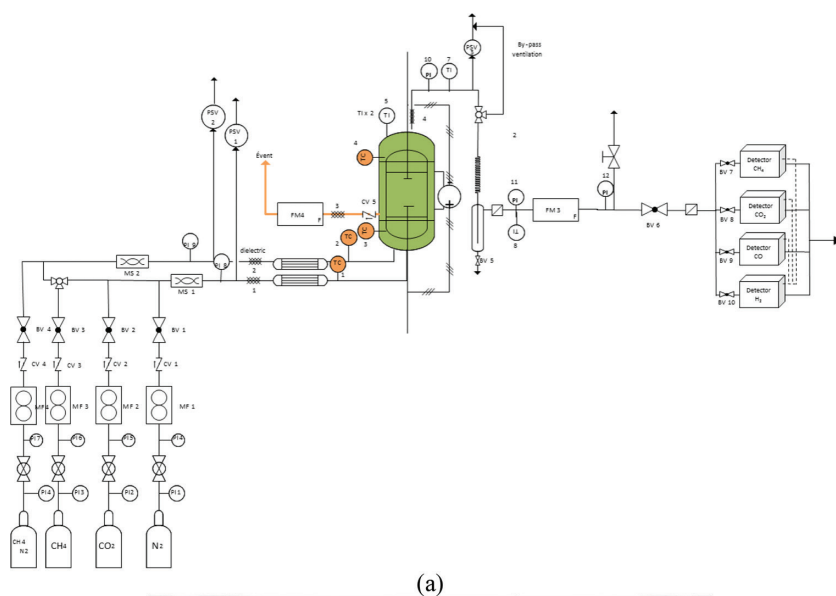 10
7
PSV
3
By-pass
ventilation
PI
TI
PSV
2
PSV
1
5
TI x 2
TI
4
2
Évent
4
TC
12
PI
Detector
CH₄
BV 7
CV 5
11
PI
FM4
F
3
FM 3
F
BV 6
Detector
CO₂
BV 8
TC
2
TC
3
TI
8
PI 9
dielectric
MS 2
PI 8
2
TC
1
BV 5
Detector
CO
BV 9
MS 1
1
Detector
H₂
BV 10
BV 4
BV 3
BV 2
BV 1
CV 4
CV 3
CV 2
CV 1
MF4
MF 3
MF 2
MF 1
PI7
PI6
PI5
PI4
PI4
PI3
PI2
PI1
CH4
N2
CH4
CO2
N2
(a)